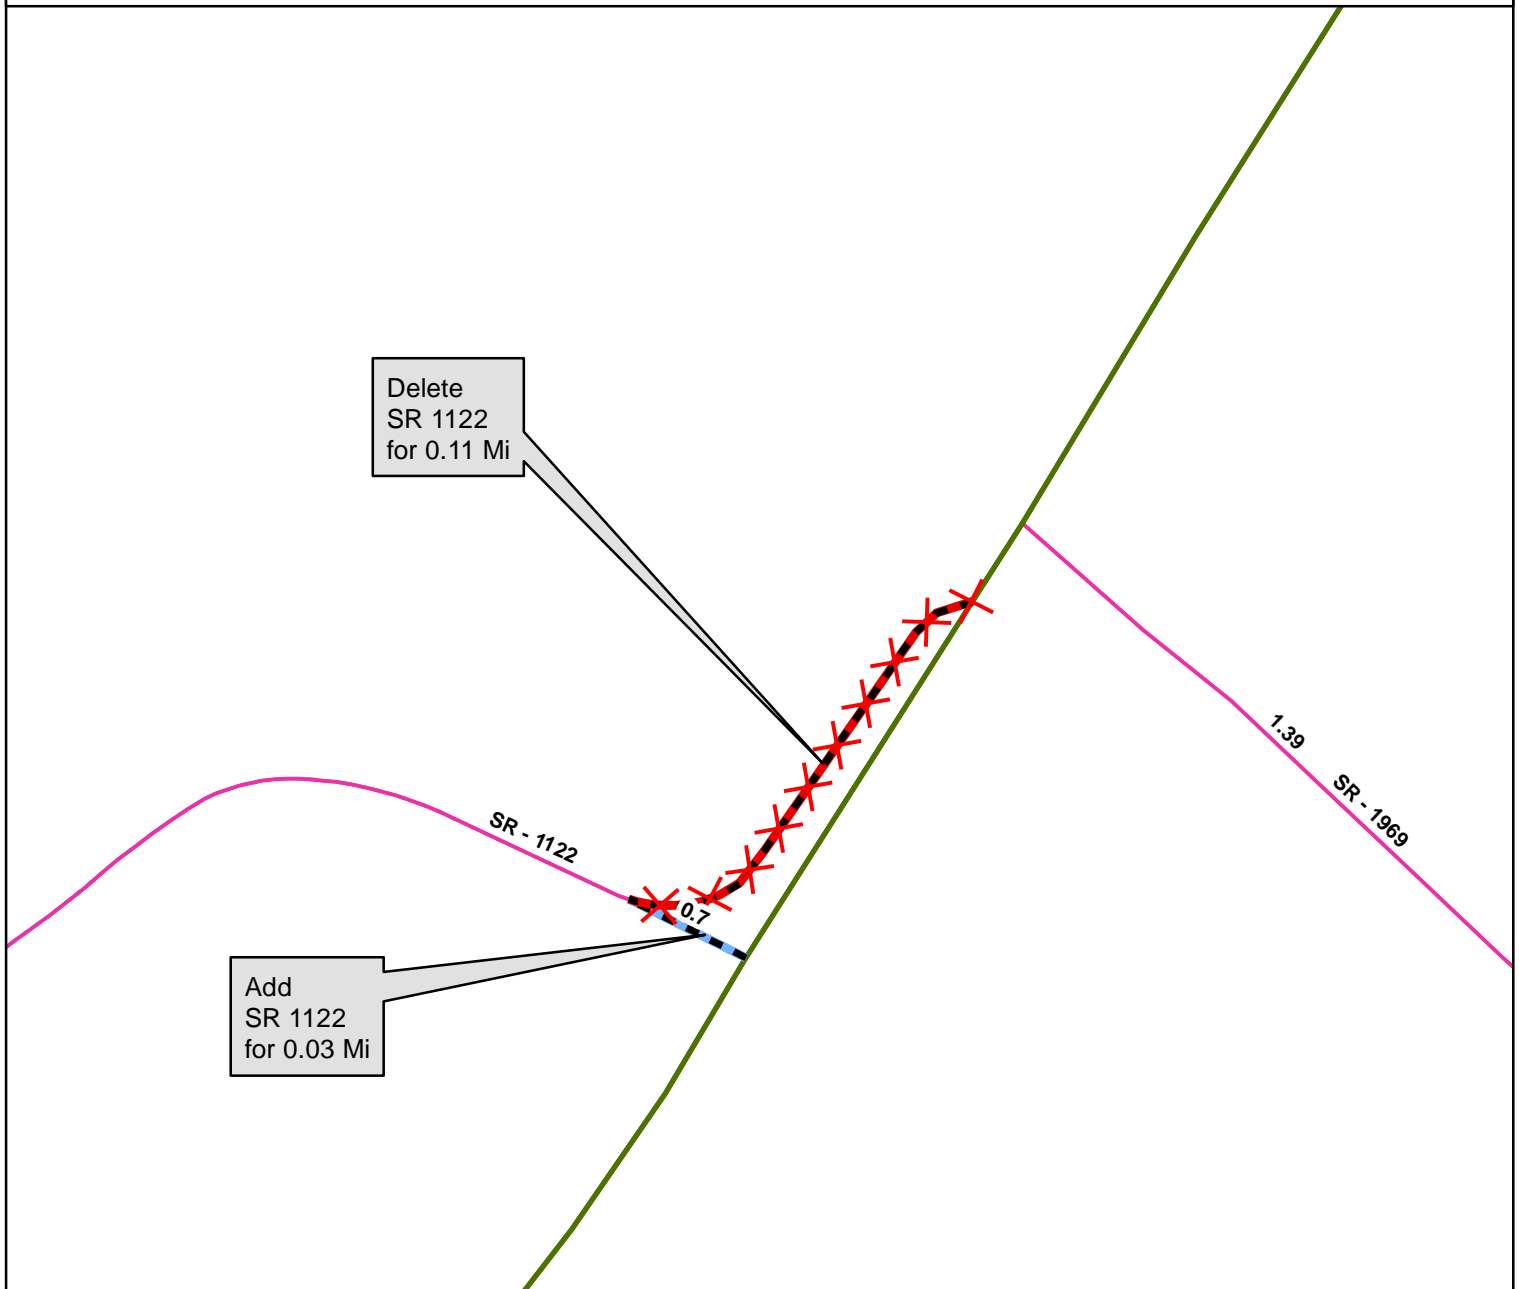 Delete
SR 1122
for 0.11 Mi
1.39
SR - 1969
SR - 1122
0.7
Add
SR 1122
for 0.03 Mi